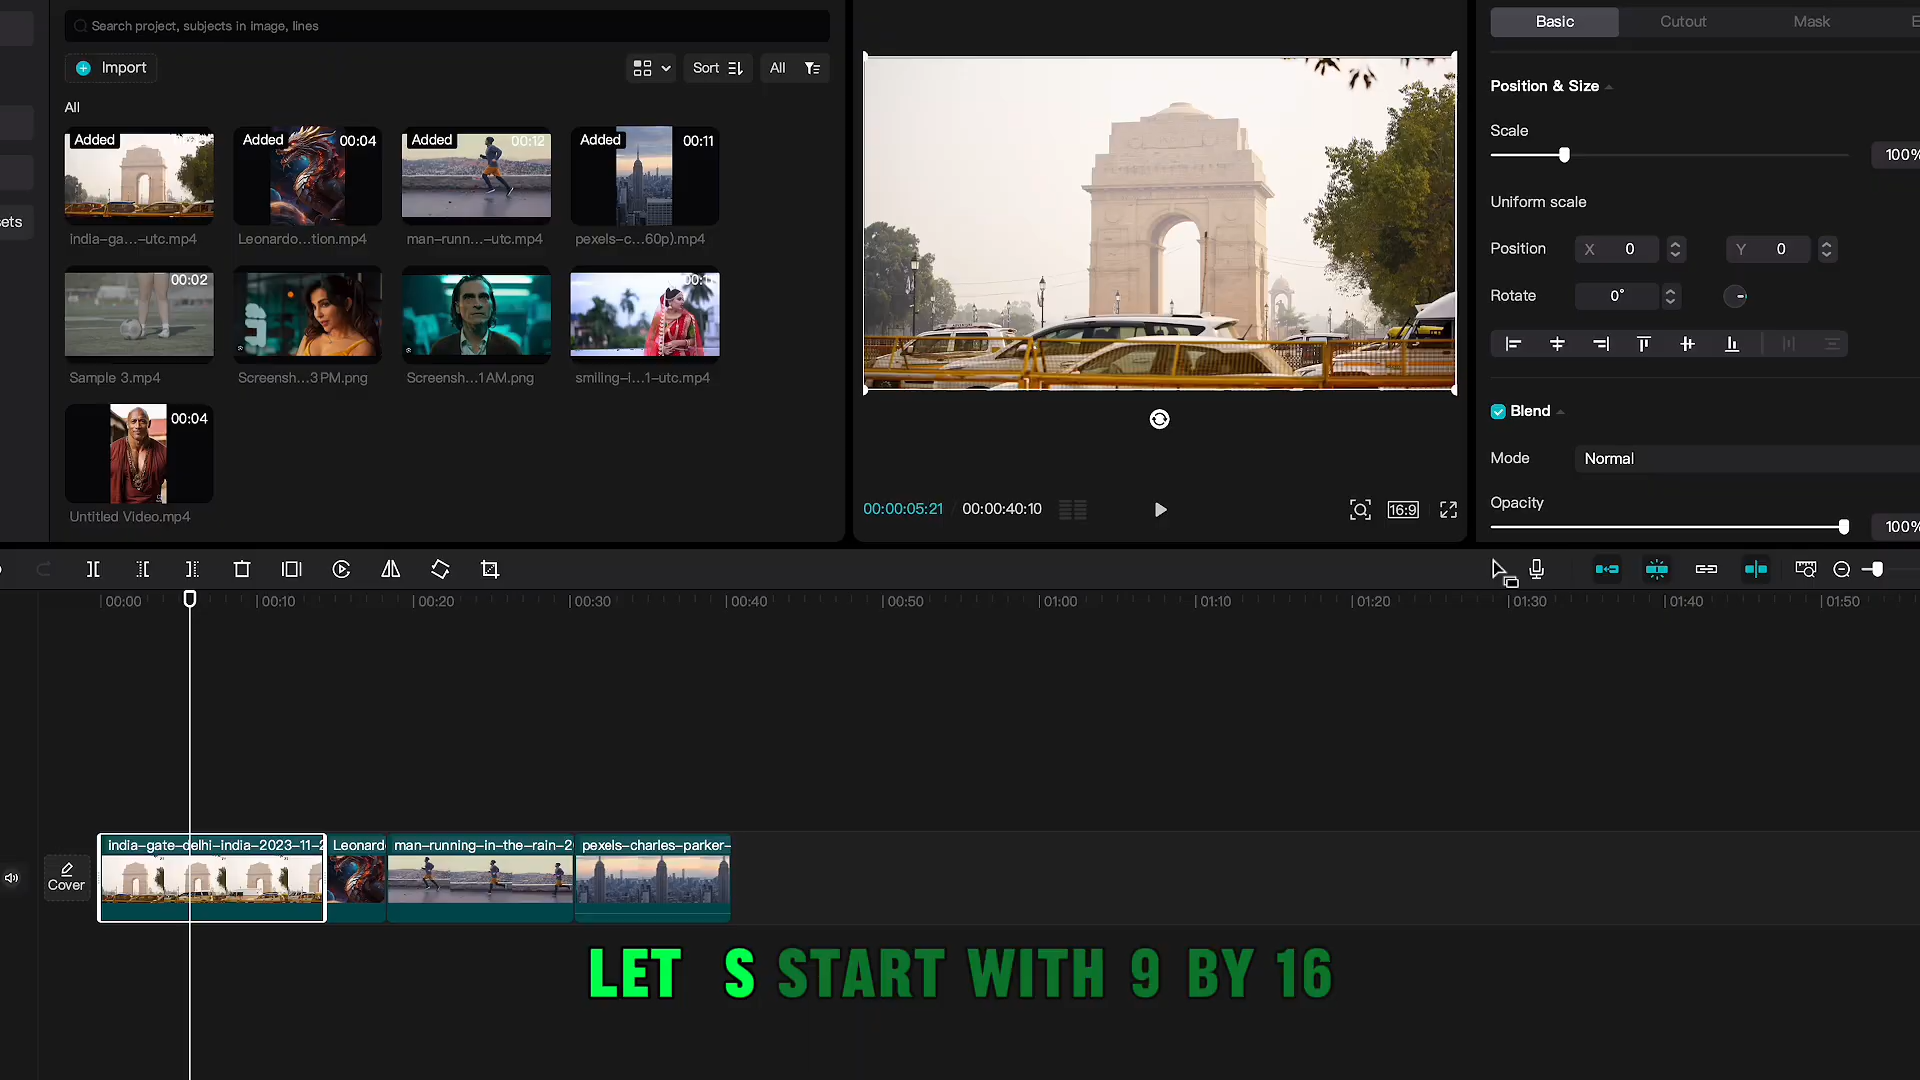 Search project, subjects in image, lines
Basic
Cutout
Mask
Import
Sort
All
All
Position & Size
Scale
100%
Uniform scale
Position
X 0
Y 0
Rotate
0°
Blend
Mode
Normal
Opacity
100%
sets
Added
Added 00:04
Added 00:12
Added 00:11
india-ga...-utc.mp4
Leonardo...tion.mp4
man-runn...-utc.mp4
pexels-c...60p).mp4
00:02
Sample 3.mp4
Screensh...3 PM.png
Screensh...1AM.png
smiling-i...1-utc.mp4
00:04
Untitled Video.mp4
00:00:05:21
00:00:40:10
16:9
00:00
00:10
00:20
00:30
00:40
00:50
01:00
01:10
01:20
01:30
01:40
01:50
Cover
india-gate-delhi-india-2023-11-2
Leonard
man-running-in-the-rain-2
pexels-charles-parker-
LET S START WITH 9 BY 16